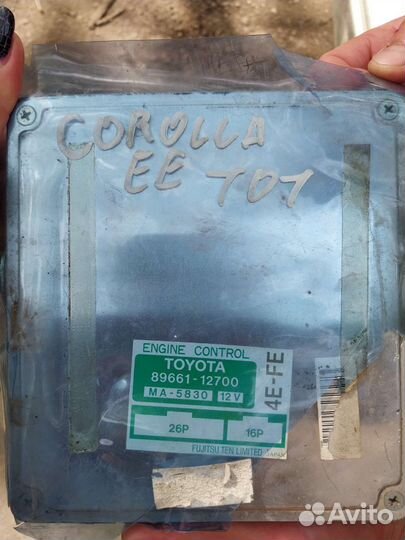 COROLLA
EE 101
ENGINE CONTROL
TOYOTA
89661-12700
MA-5830 12V
4E-FE
26P 16P
FUJITSU TEN LIMITED JAPAN
Avito